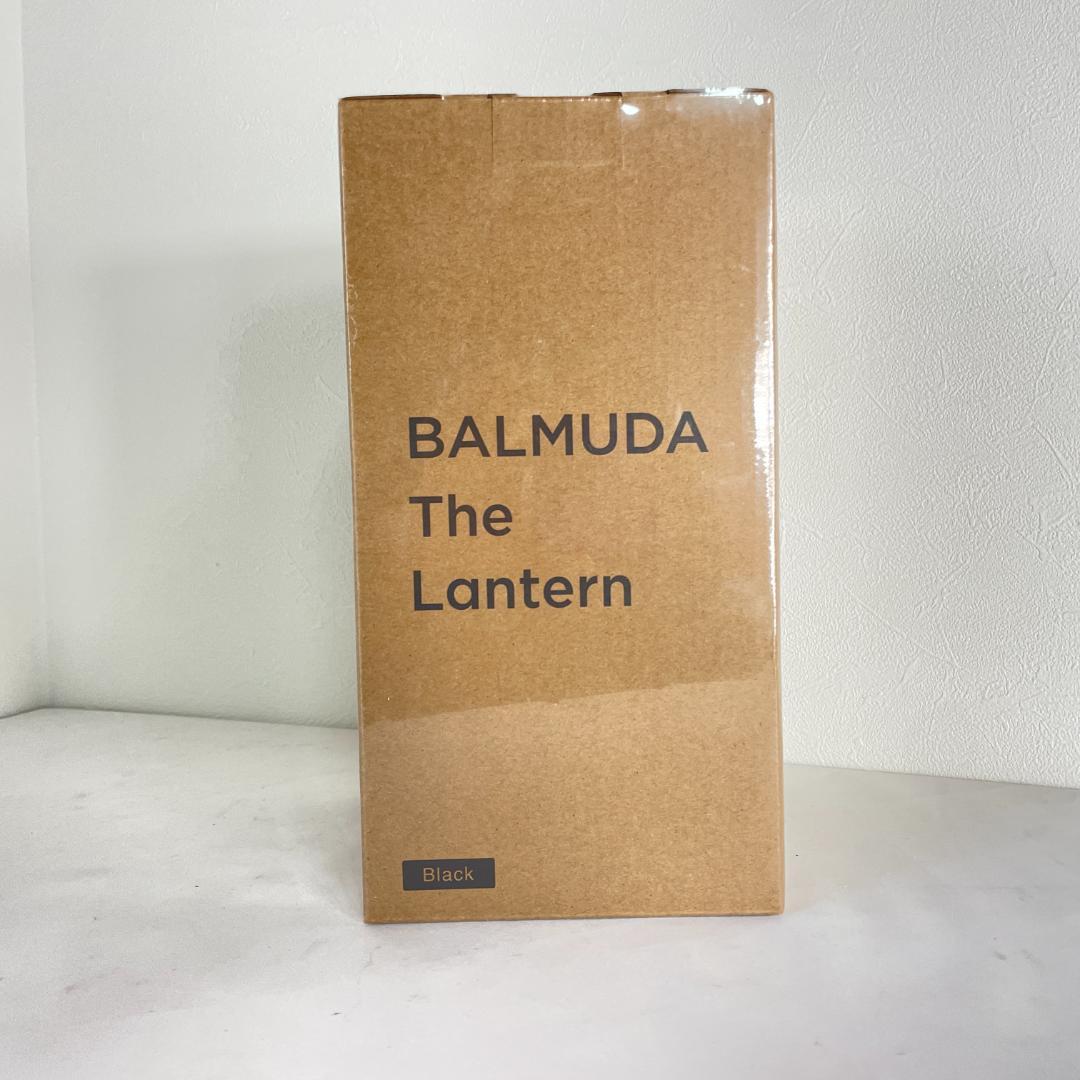 BALMUDA
The
Lantern
Black